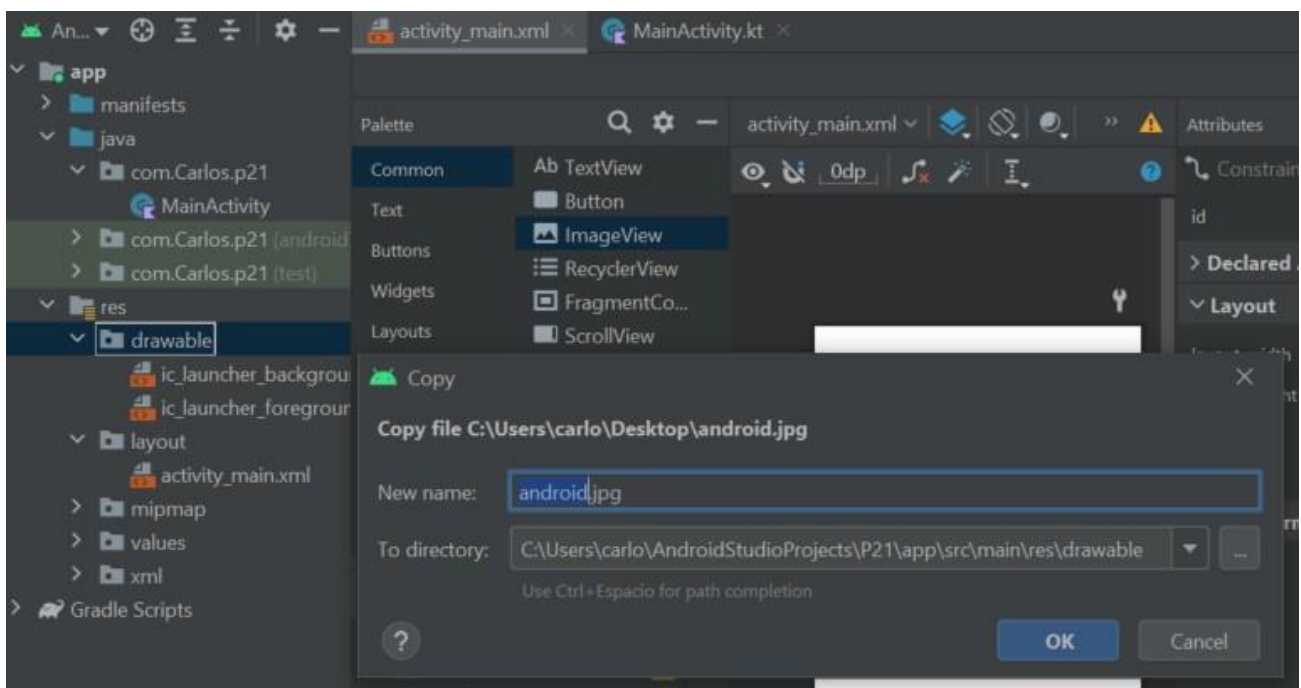 An...
activity_main.xml
MainActivity.kt
app
manifests
java
com.Carlos.p21
MainActivity
com.Carlos.p21 (android
com.Carlos.p21 (test)
res
drawable
ic_launcher_backgrou
ic_launcher_foregrour
layout
activity_main.xml
mipmap
values
xml
Gradle Scripts
Palette
Common
Text
Buttons
Widgets
Layouts
Ab TextView
Button
ImageView
RecyclerView
FragmentCo...
ScrollView
activity_main.xml
0dp
Attributes
Constrain
id
Declared
Layout
Copy
Copy file C:\Users\carlo\Desktop\android.jpg
New name: android.jpg
To directory: C:\Users\carlo\AndroidStudioProjects\P21\app\src\main\res\drawable
...
Use Ctrl+Espacio for path completion
? OK Cancel